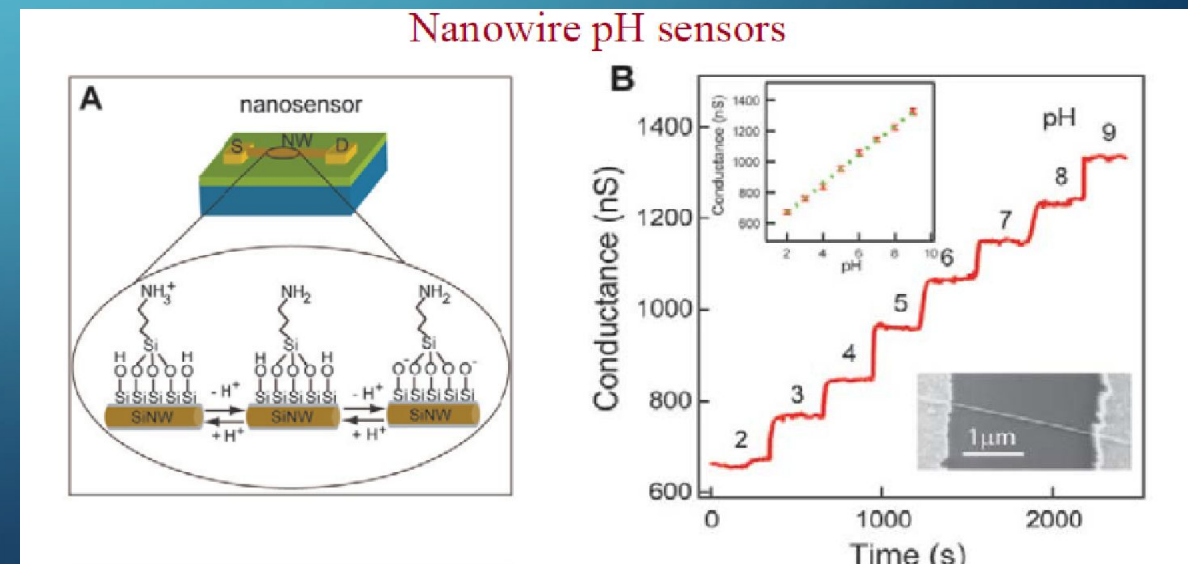 Nanowire pH sensors
A
nanosensor
S NW D
NH₃⁺ NH₂ NH₂
Si Si Si
H H H H
O O O O O O O O O O O⁻ O O O O⁻
Si Si Si Si Si Si Si Si Si Si Si Si Si Si Si
- H⁺ - H⁺
SiNW SiNW SiNW
+ H⁺ + H⁺
B
Conductance (nS)
1400
1200
1000
800
600
0 1000 2000
Time (s)
pH
2 3 4 5 6 7 8 9
Conductance (nS)
1400
1200
1000
800
600
2 4 6 8 10
pH
1μm